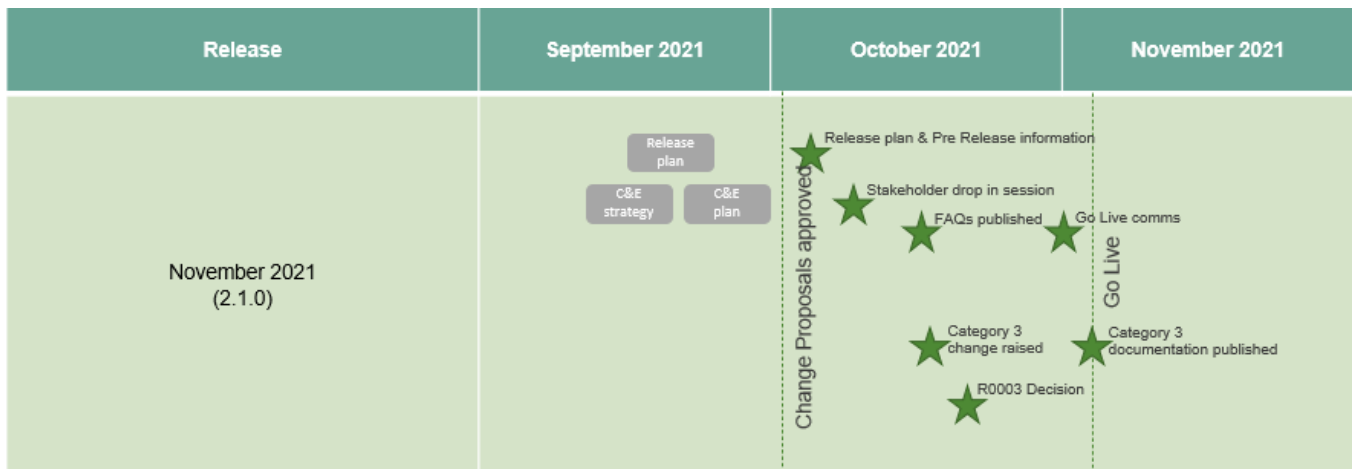 Release
September 2021
October 2021
November 2021
November 2021
(2.1.0)
Release
plan
C&E
strategy
C&E
plan
Change Proposals approved
Release plan & Pre Release information
Stakeholder drop in session
FAQs published
Go Live comms
Go Live
Category 3
change raised
Category 3
documentation published
R0003 Decision